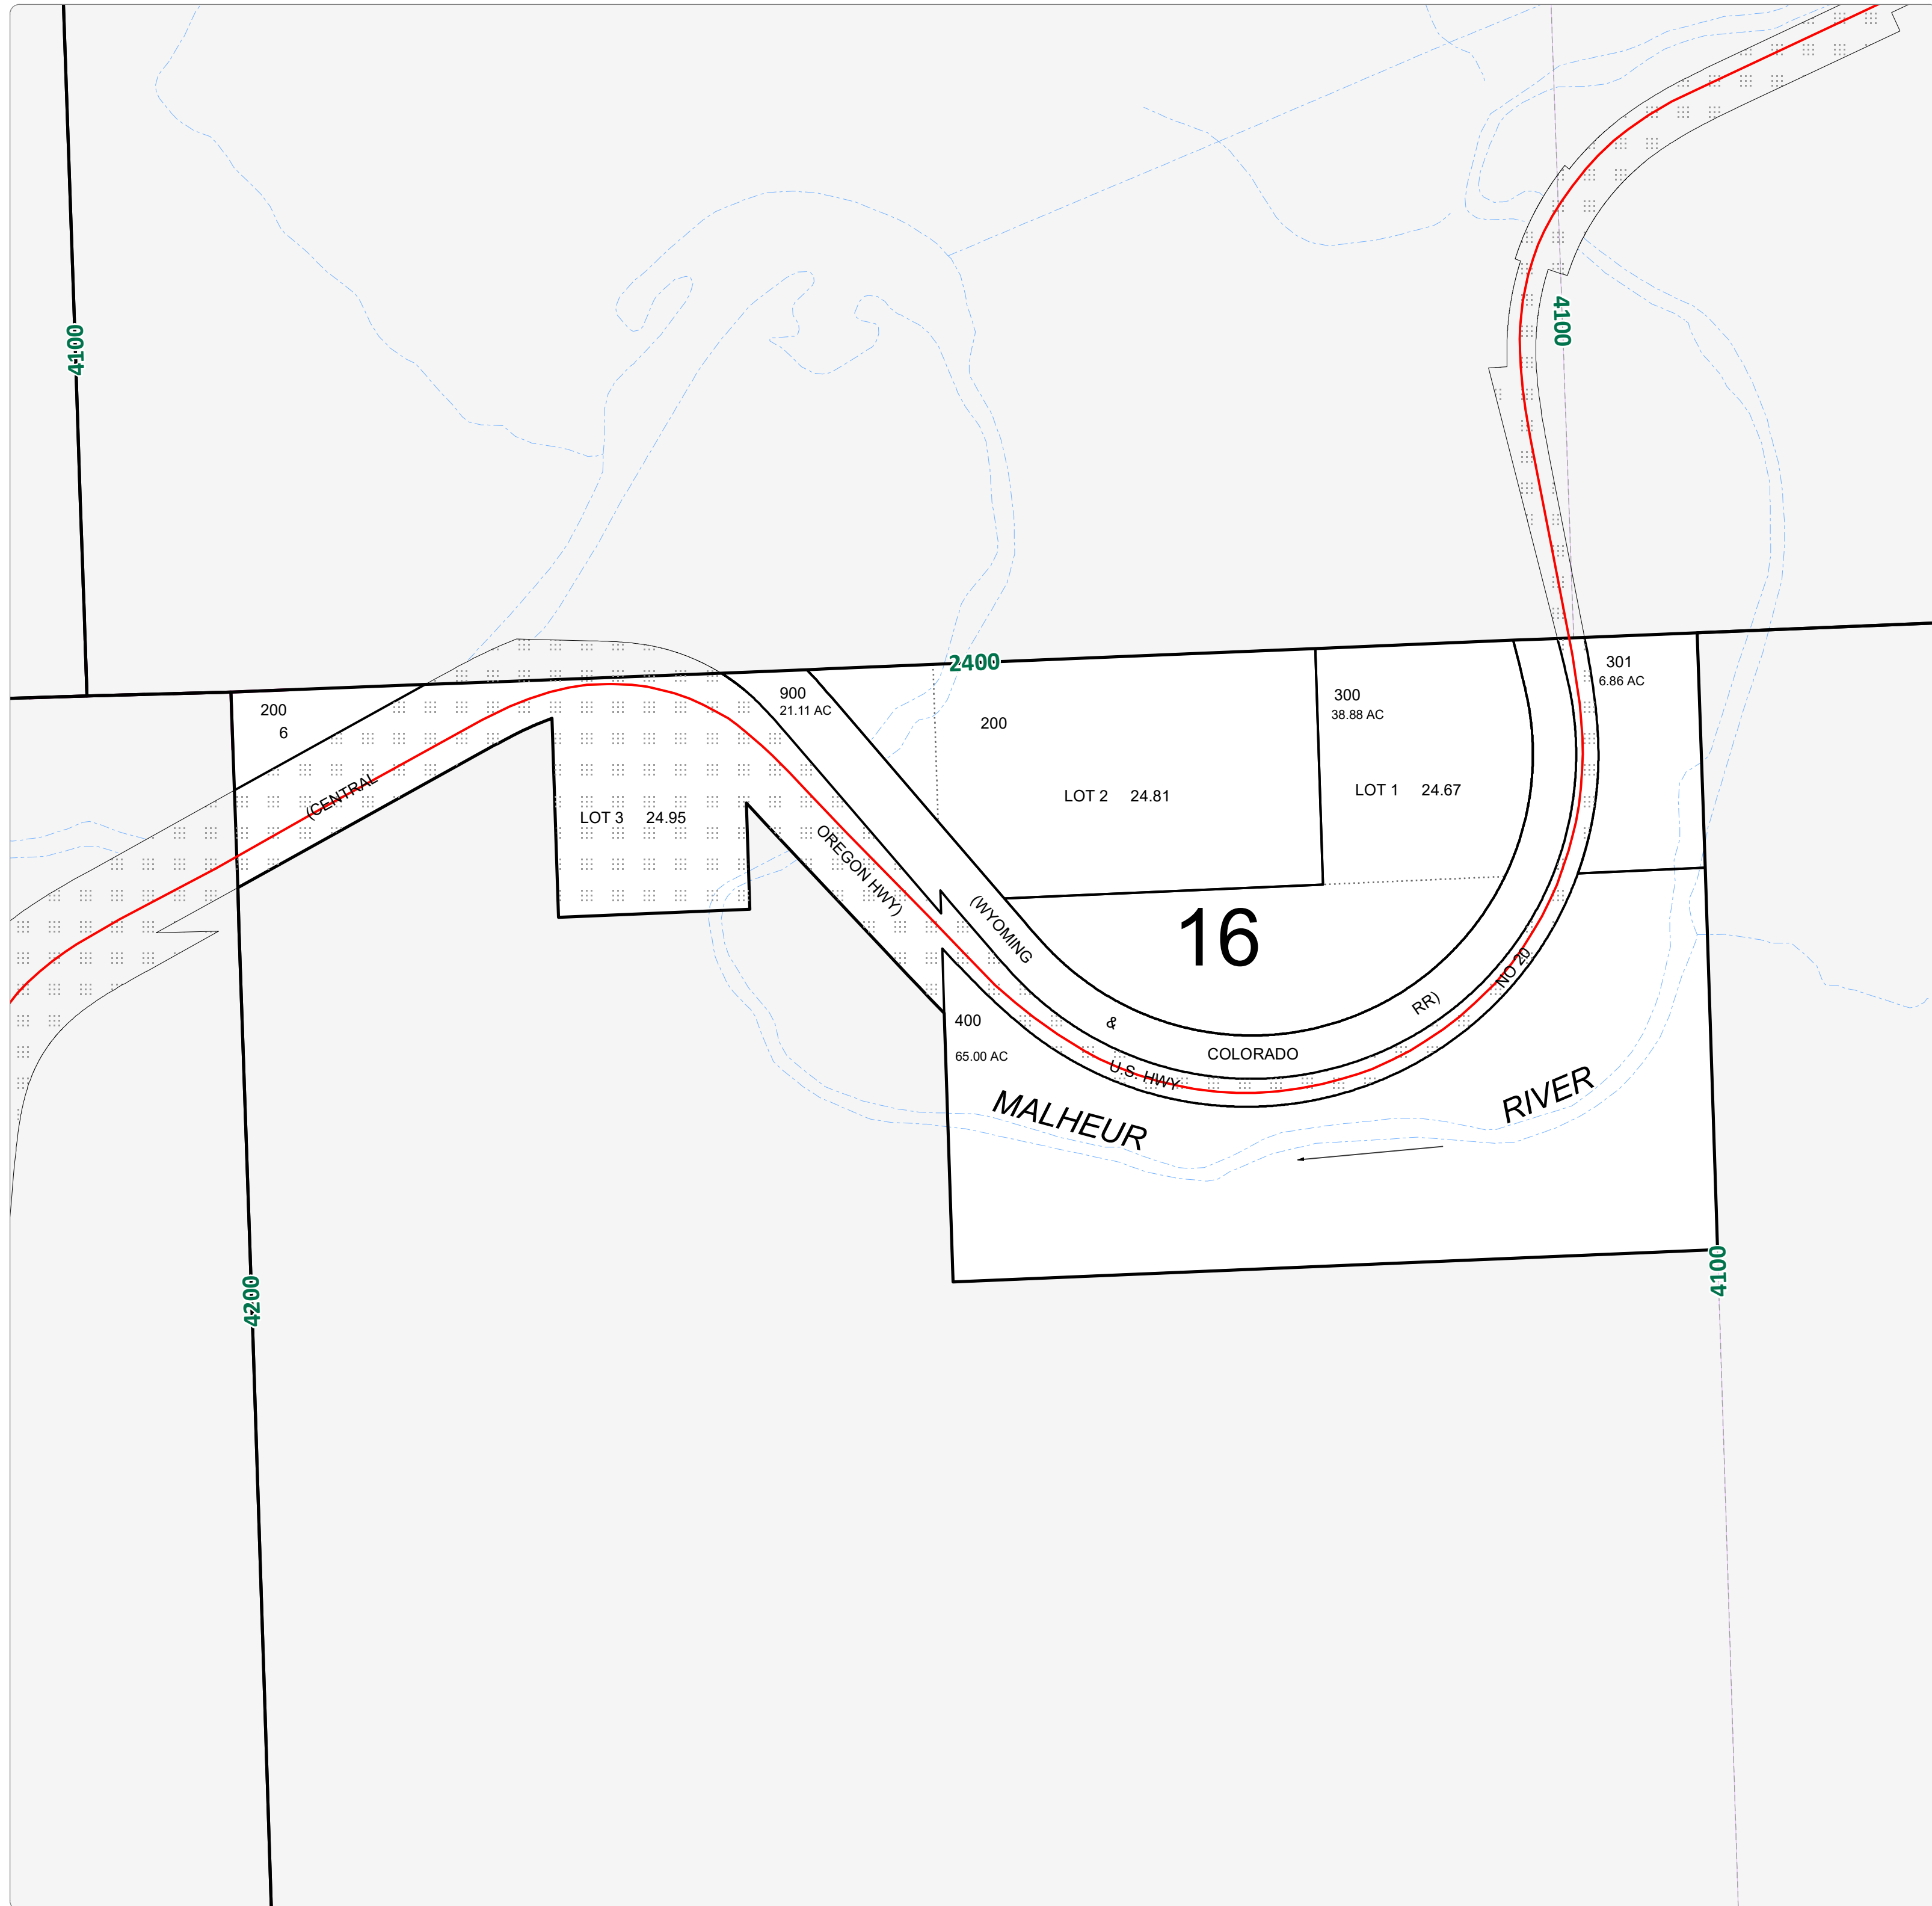 4100
4100
2400
200
6
900
21.11 AC
200
300
38.88 AC
301
6.86 AC
(CENTRAL
LOT 3 24.95
OREGON HWY)
LOT 2 24.81
LOT 1 24.67
16
(WYOMING
&
COLORADO
RR)
U.S. HWY
NO 20
400
65.00 AC
MALHEUR
RIVER
4200
4100